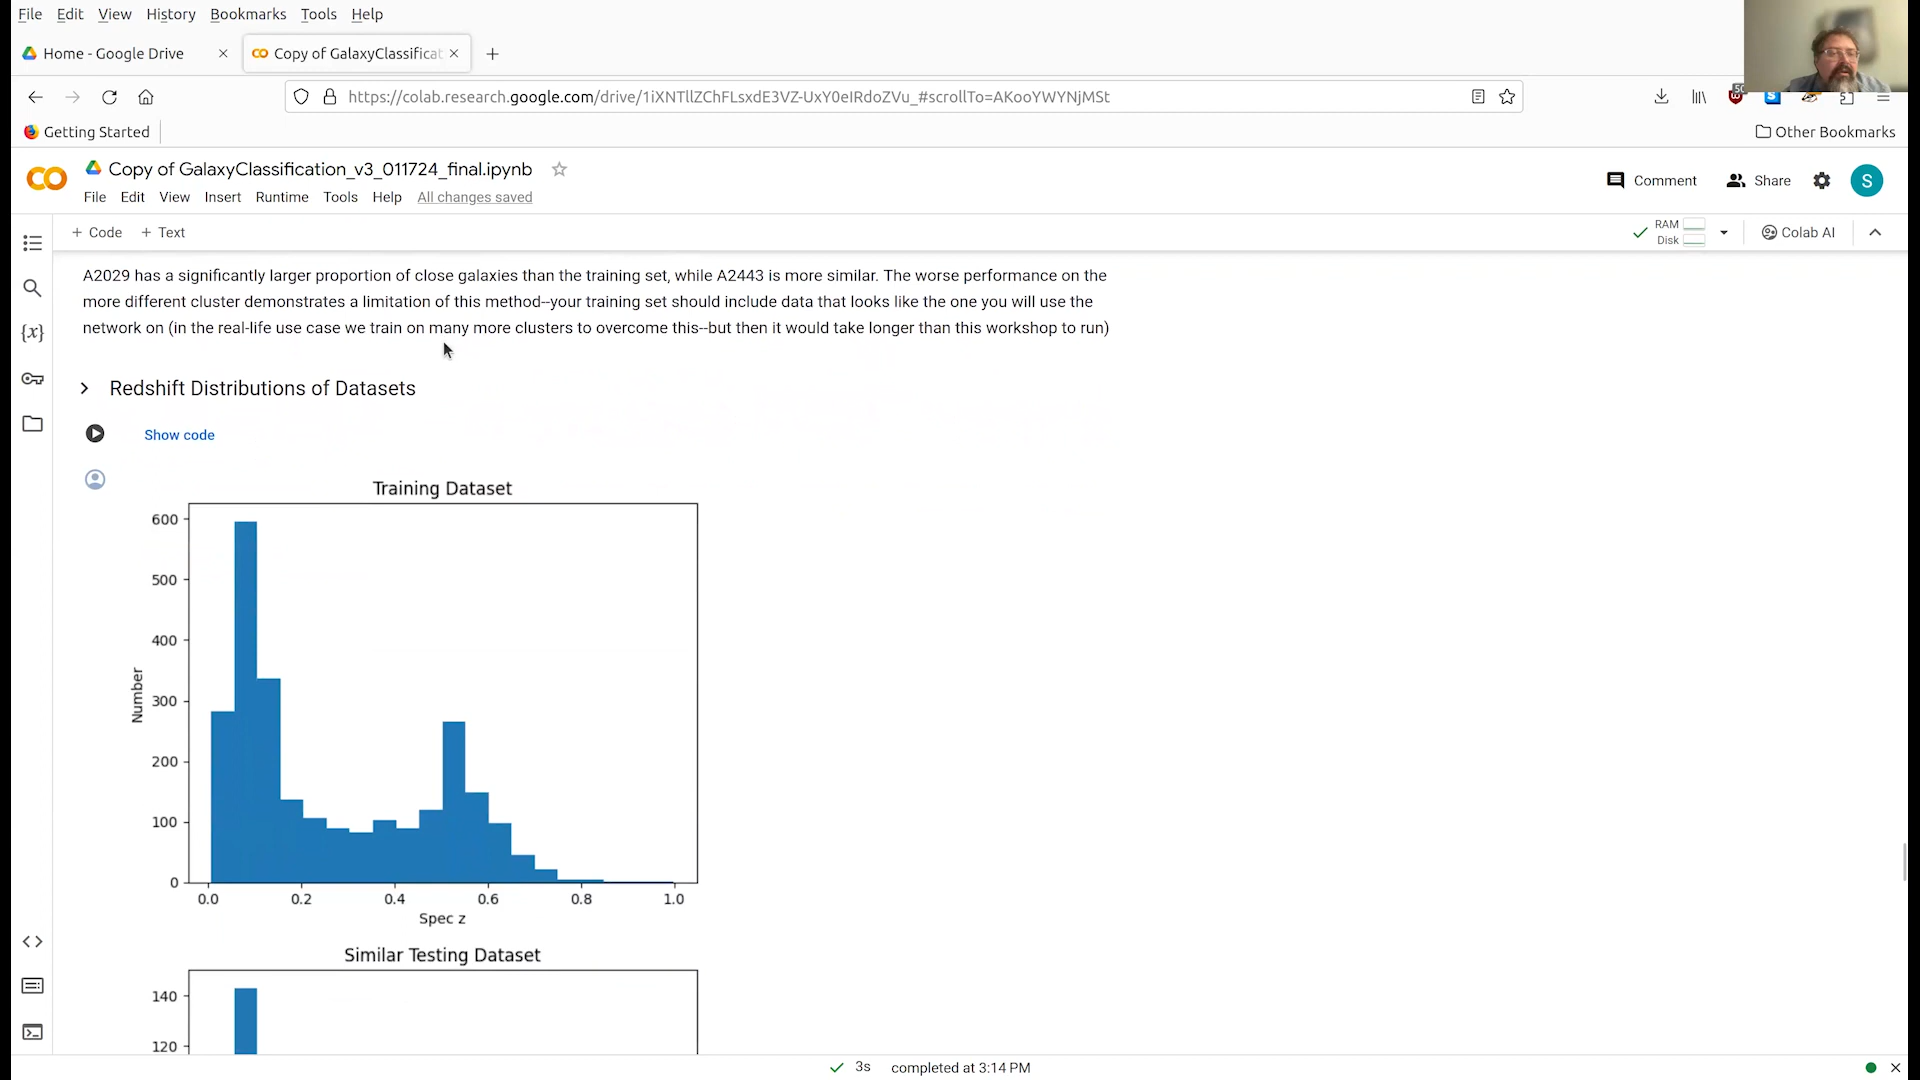 File Edit View History Bookmarks Tools Help
Home - Google Drive
Copy of GalaxyClassificat
https://colab.research.google.com/drive/1iXNTllZChFLsxdE3VZ-UxY0eIRdoZVu_#scrollTo=AKooYWYNjMSt
Getting Started
Other Bookmarks
Copy of GalaxyClassification_v3_011724_final.ipynb
Comment
Share
S
File Edit View Insert Runtime Tools Help All changes saved
+ Code + Text
RAM
Disk
Colab AI
A2029 has a significantly larger proportion of close galaxies than the training set, while A2443 is more similar. The worse performance on the
more different cluster demonstrates a limitation of this method--your training set should include data that looks like the one you will use the
network on (in the real-life use case we train on many more clusters to overcome this--but then it would take longer than this workshop to run)
Redshift Distributions of Datasets
Show code
Training Dataset
600
500
400
300
200
100
0
Number
0.0 0.2 0.4 0.6 0.8 1.0
Spec z
Similar Testing Dataset
140
120
3s completed at 3:14 PM